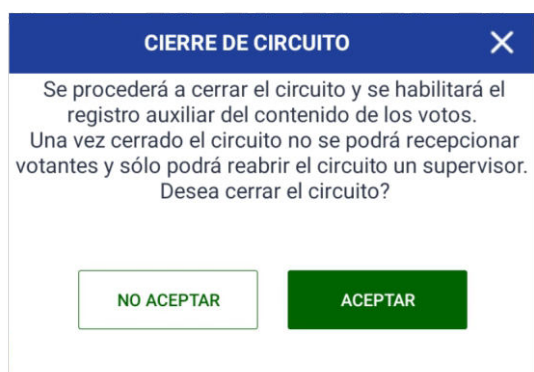 CIERRE DE CIRCUITO
Se procederá a cerrar el circuito y se habilitará el
registro auxiliar del contenido de los votos.
Una vez cerrado el circuito no se podrá recepcionar
votantes y sólo podrá reabrir el circuito un supervisor.
Desea cerrar el circuito?
NO ACEPTAR
ACEPTAR